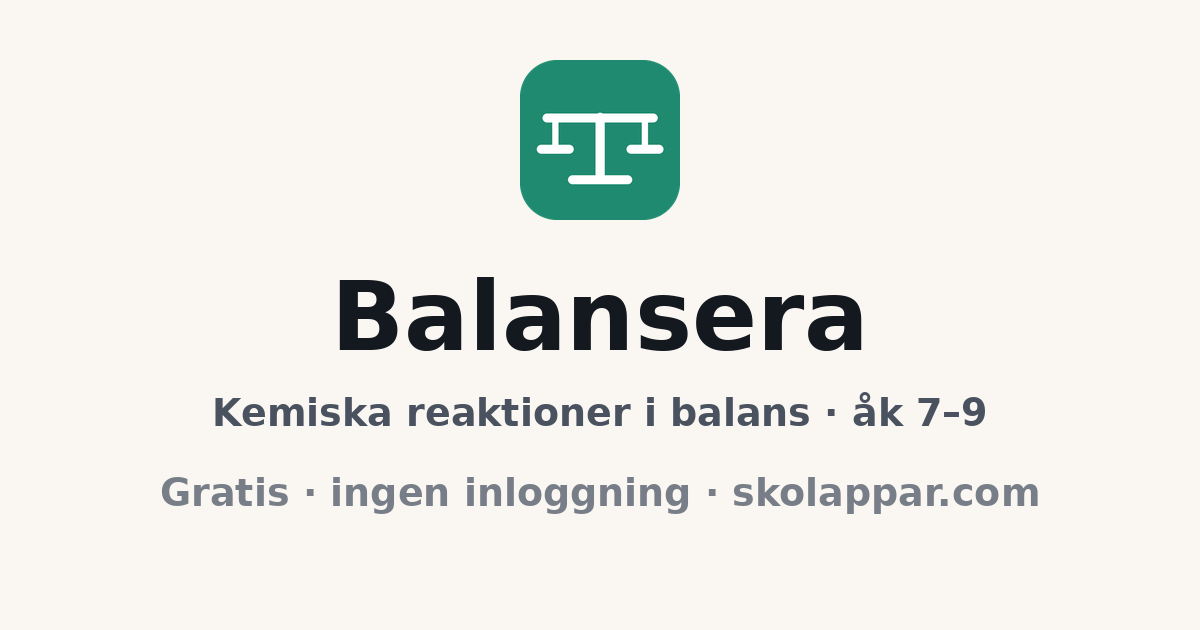 Balansera
Kemiska reaktioner i balans · åk 7–9
Gratis · ingen inloggning · skolappar.com